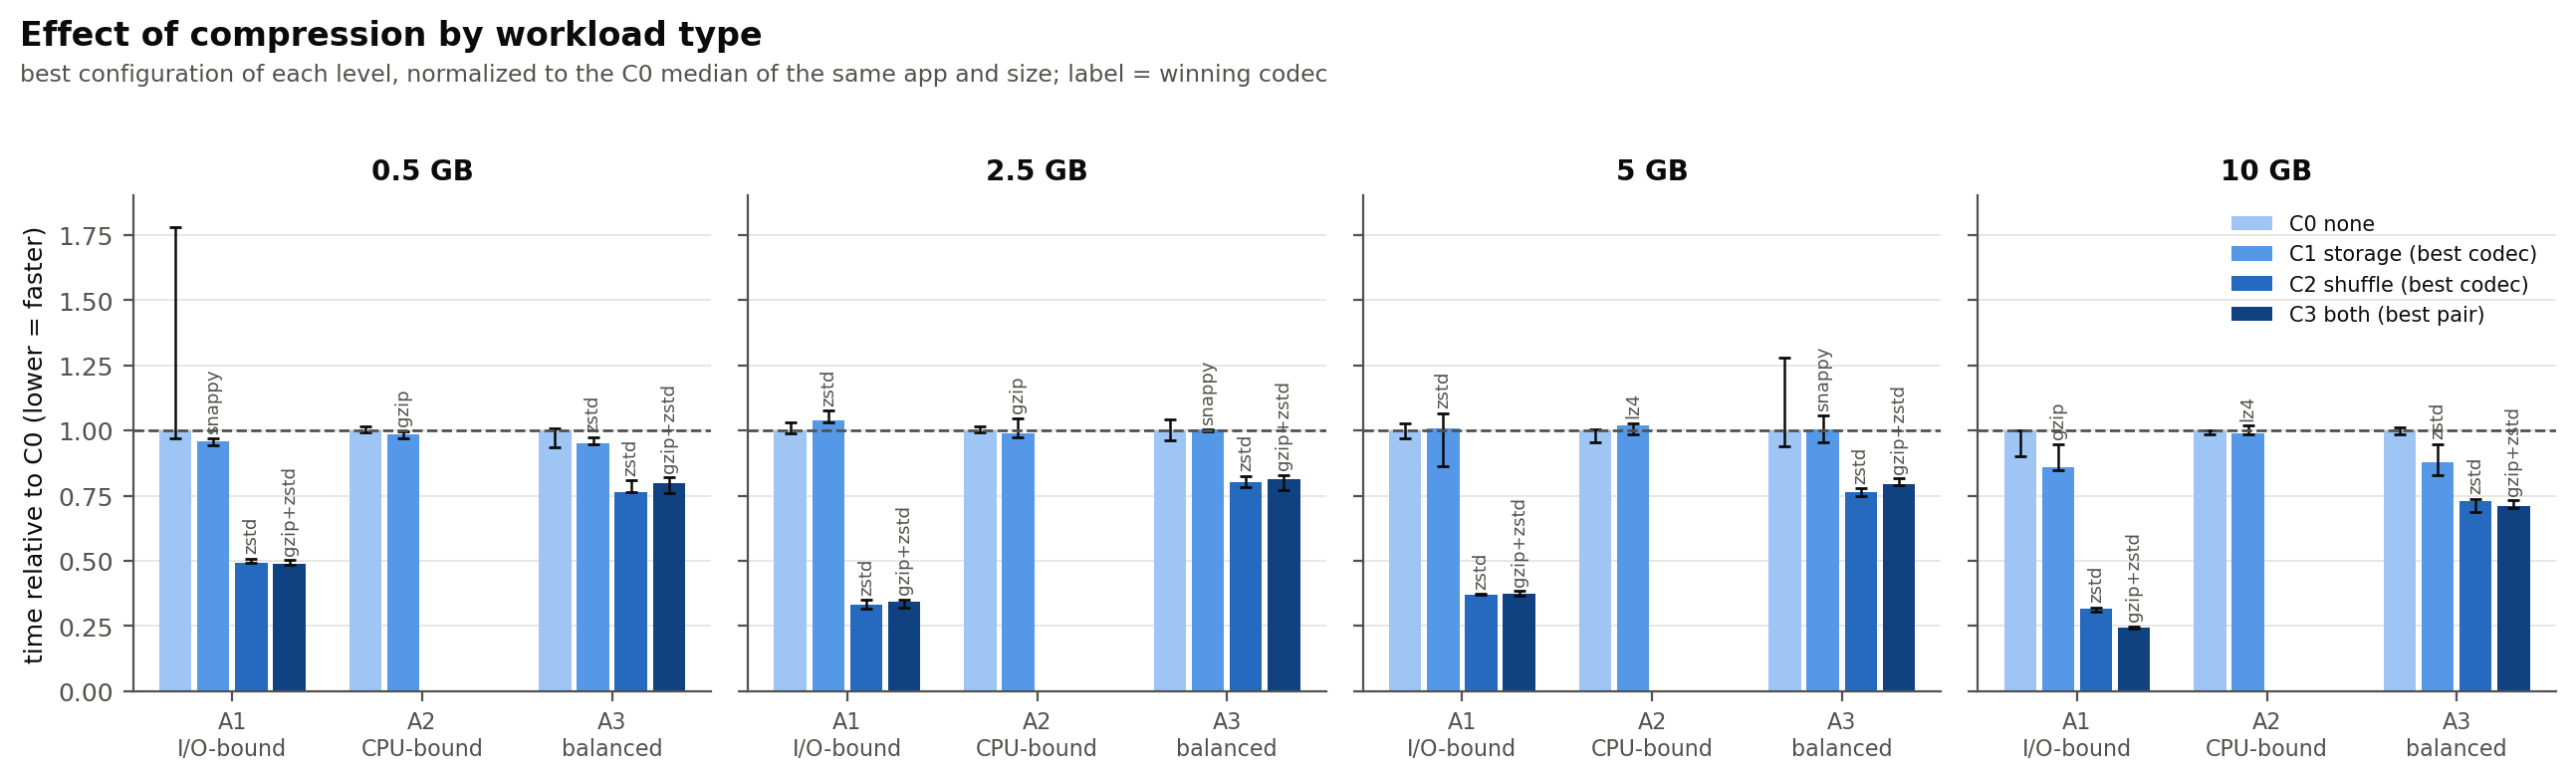 Effect of compression by workload type
best configuration of each level, normalized to the C0 median of the same app and size; label = winning codec
0.5 GB
2.5 GB
5 GB
10 GB
time relative to C0 (lower = faster)
1.75
1.50
1.25
1.00
0.75
0.50
0.25
0.00
C0 none
C1 storage (best codec)
C2 shuffle (best codec)
C3 both (best pair)
snappy
zstd
gzip+zstd
gzip
zstd
zstd
gzip+zstd
zstd
zstd
gzip+zstd
gzip
snappy
zstd
gzip+zstd
zstd
zstd
gzip+zstd
lz4
snappy
zstd
gzip+zstd
gzip
zstd
gzip+zstd
lz4
zstd
zstd
gzip+zstd
A1
I/O-bound
A2
CPU-bound
A3
balanced
A1
I/O-bound
A2
CPU-bound
A3
balanced
A1
I/O-bound
A2
CPU-bound
A3
balanced
A1
I/O-bound
A2
CPU-bound
A3
balanced